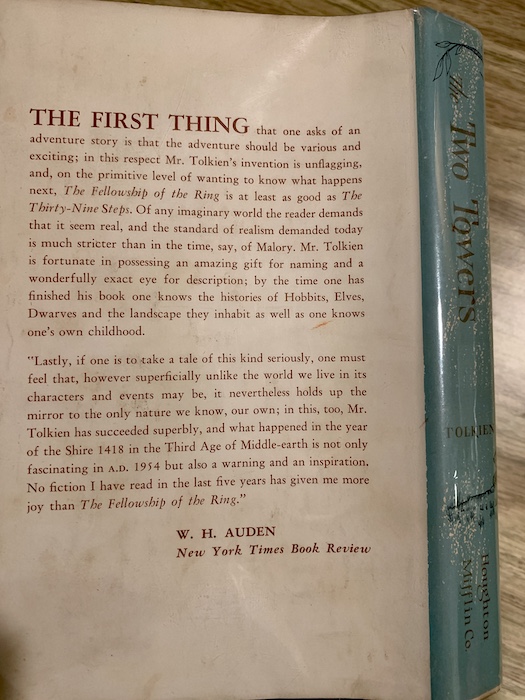 THE FIRST THING that one asks of an
adventure story is that the adventure should be various and
exciting; in this respect Mr. Tolkien's invention is unflagging,
and, on the primitive level of wanting to know what happens
next, The Fellowship of the Ring is at least as good as The
Thirty-Nine Steps. Of any imaginary world the reader demands
that it seem real, and the standard of realism demanded today
is much stricter than in the time, say, of Malory. Mr. Tolkien
is fortunate in possessing an amazing gift for naming and a
wonderfully exact eye for description; by the time one has
finished his book one knows the histories of Hobbits, Elves,
Dwarves and the landscape they inhabit as well as one knows
one's own childhood.
"Lastly, if one is to take a tale of this kind seriously, one must
feel that, however superficially unlike the world we live in its
characters and events may be, it nevertheless holds up the
mirror to the only nature we know, our own; in this, too, Mr.
Tolkien has succeeded superbly, and what happened in the year
of the Shire 1418 in the Third Age of Middle-earth is not only
fascinating in A.D. 1954 but also a warning and an inspiration.
No fiction I have read in the last five years has given me more
joy than The Fellowship of the Ring."
W. H. AUDEN
New York Times Book Review
The Two Towers
TOLKIEN
Houghton
Mifflin Co.